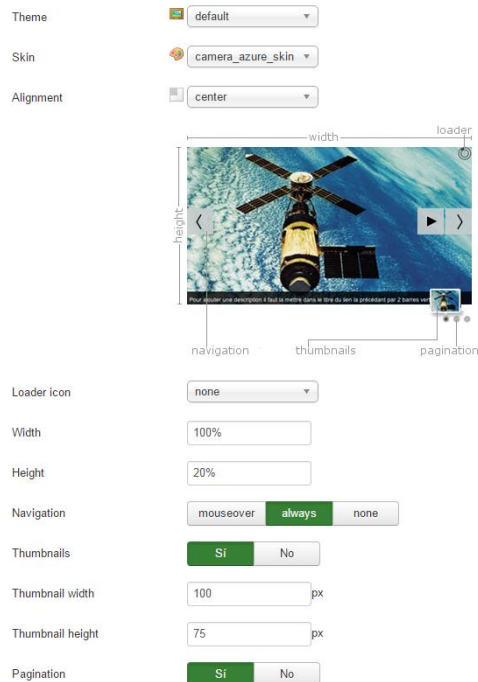 Theme default
Skin camera_azure_skin
Alignment center
loader
width
height
Pour ajouter une description il faut la mettre dans le titre du lien la précédant par 2 barres vert
navigation thumbnails pagination
Loader icon none
Width 100%
Height 20%
Navigation mouseover always none
Thumbnails Sí No
Thumbnail width 100 px
Thumbnail height 75 px
Pagination Sí No